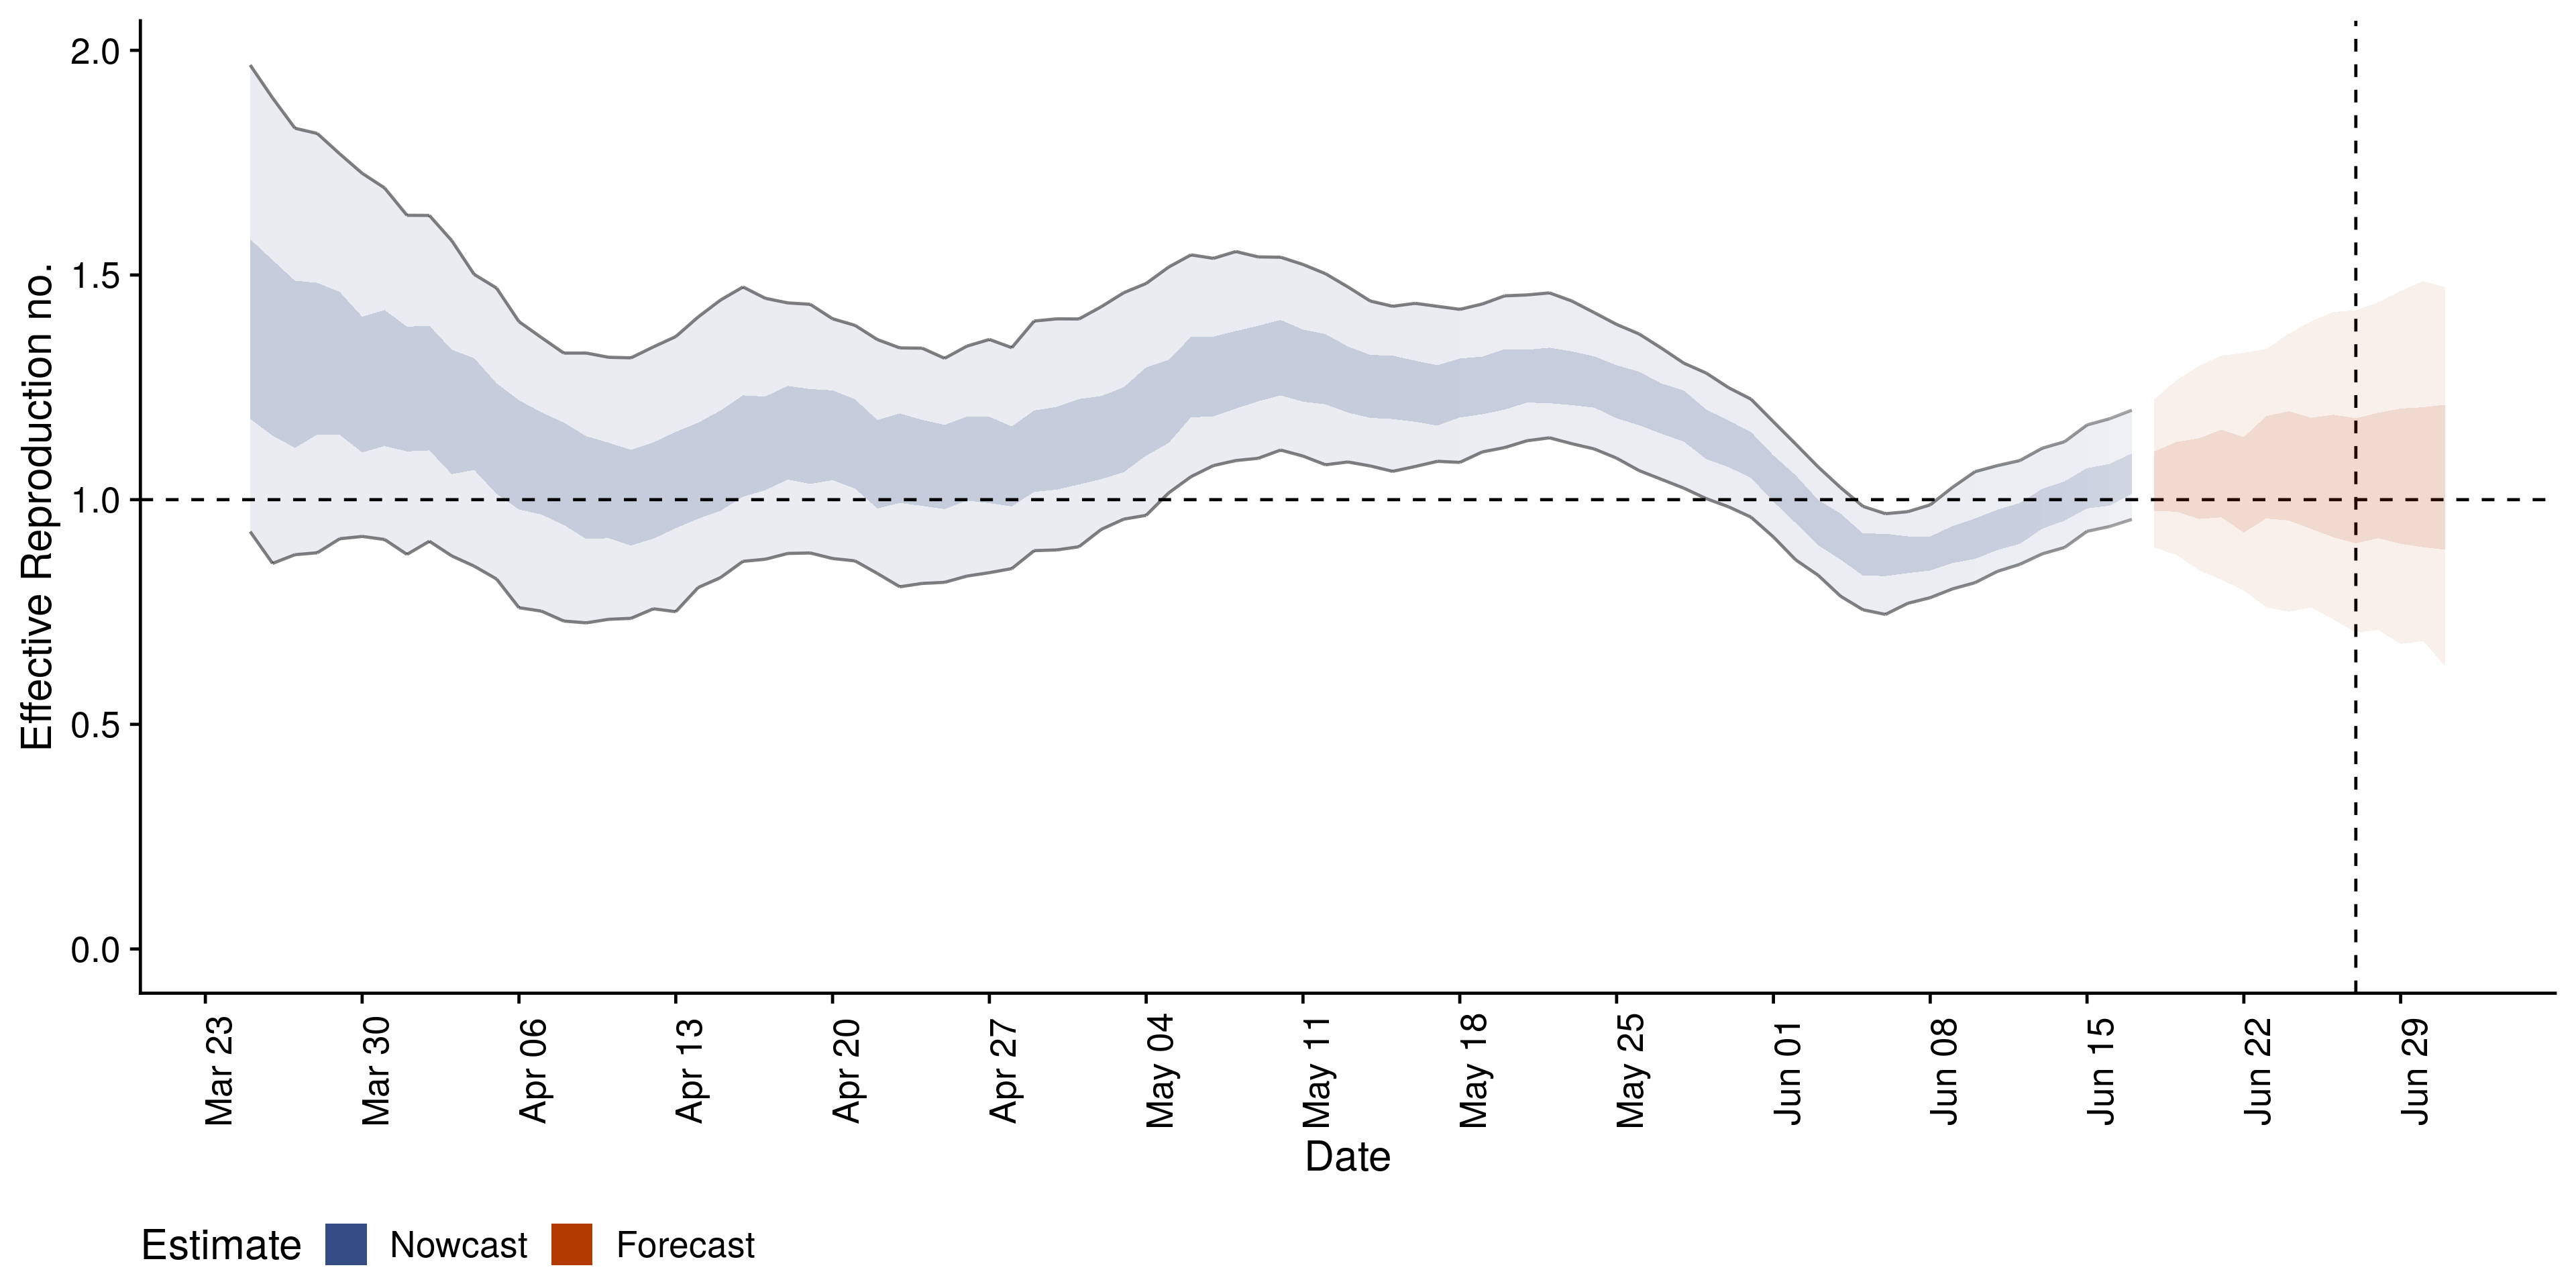 Effective Reproduction no.
2.0
1.5
1.0
0.5
0.0
Mar 23
Mar 30
Apr 06
Apr 13
Apr 20
Apr 27
May 04
May 11
May 18
May 25
Jun 01
Jun 08
Jun 15
Jun 22
Jun 29
Date
Estimate Nowcast Forecast